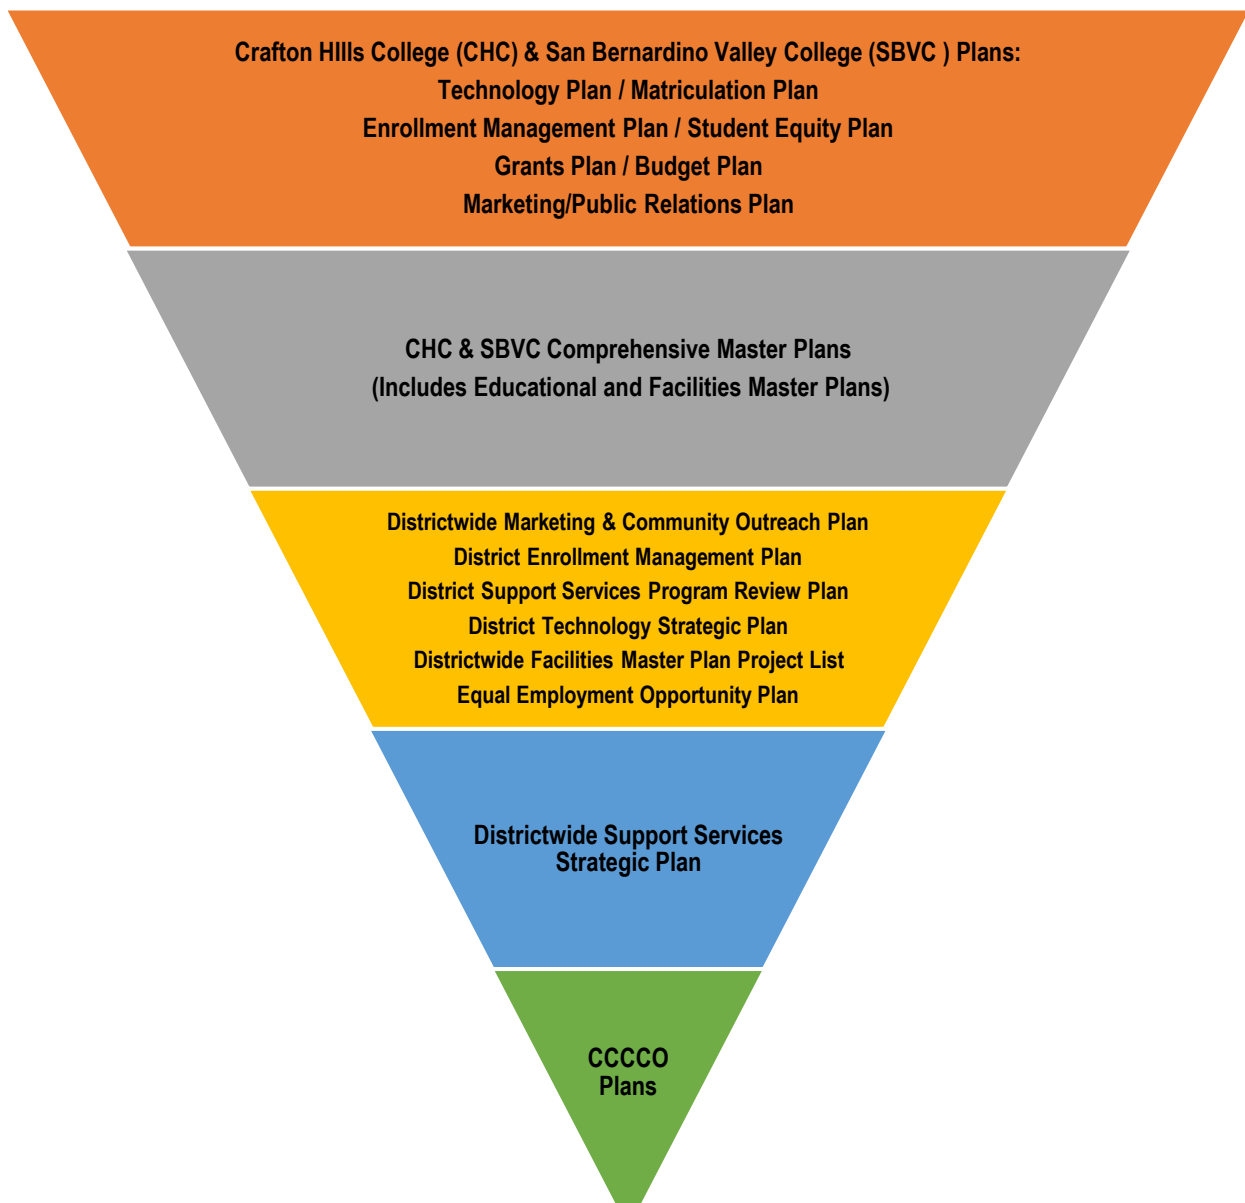 Crafton HIlls College (CHC) & San Bernardino Valley College (SBVC ) Plans:
Technology Plan / Matriculation Plan
Enrollment Management Plan / Student Equity Plan
Grants Plan / Budget Plan
Marketing/Public Relations Plan
CHC & SBVC Comprehensive Master Plans
(Includes Educational and Facilities Master Plans)
Districtwide Marketing & Community Outreach Plan
District Enrollment Management Plan
District Support Services Program Review Plan
District Technology Strategic Plan
Districtwide Facilities Master Plan Project List
Equal Employment Opportunity Plan
Districtwide Support Services
Strategic Plan
CCCCO
Plans